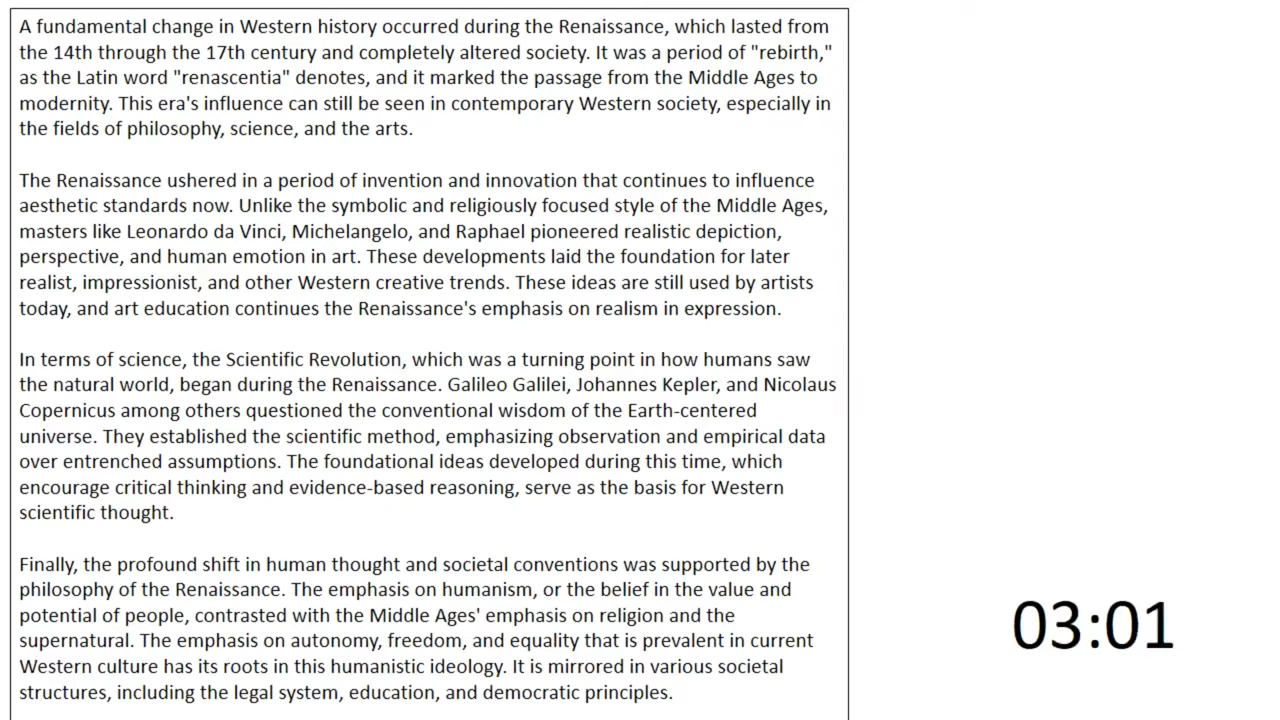 A fundamental change in Western history occurred during the Renaissance, which lasted from
the 14th through the 17th century and completely altered society. It was a period of "rebirth,"
as the Latin word "renascentia" denotes, and it marked the passage from the Middle Ages to
modernity. This era's influence can still be seen in contemporary Western society, especially in
the fields of philosophy, science, and the arts.
The Renaissance ushered in a period of invention and innovation that continues to influence
aesthetic standards now. Unlike the symbolic and religiously focused style of the Middle Ages,
masters like Leonardo da Vinci, Michelangelo, and Raphael pioneered realistic depiction,
perspective, and human emotion in art. These developments laid the foundation for later
realist, impressionist, and other Western creative trends. These ideas are still used by artists
today, and art education continues the Renaissance's emphasis on realism in expression.
In terms of science, the Scientific Revolution, which was a turning point in how humans saw
the natural world, began during the Renaissance. Galileo Galilei, Johannes Kepler, and Nicolaus
Copernicus among others questioned the conventional wisdom of the Earth-centered
universe. They established the scientific method, emphasizing observation and empirical data
over entrenched assumptions. The foundational ideas developed during this time, which
encourage critical thinking and evidence-based reasoning, serve as the basis for Western
scientific thought.
Finally, the profound shift in human thought and societal conventions was supported by the
philosophy of the Renaissance. The emphasis on humanism, or the belief in the value and
potential of people, contrasted with the Middle Ages' emphasis on religion and the
supernatural. The emphasis on autonomy, freedom, and equality that is prevalent in current
Western culture has its roots in this humanistic ideology. It is mirrored in various societal
structures, including the legal system, education, and democratic principles.
03:01